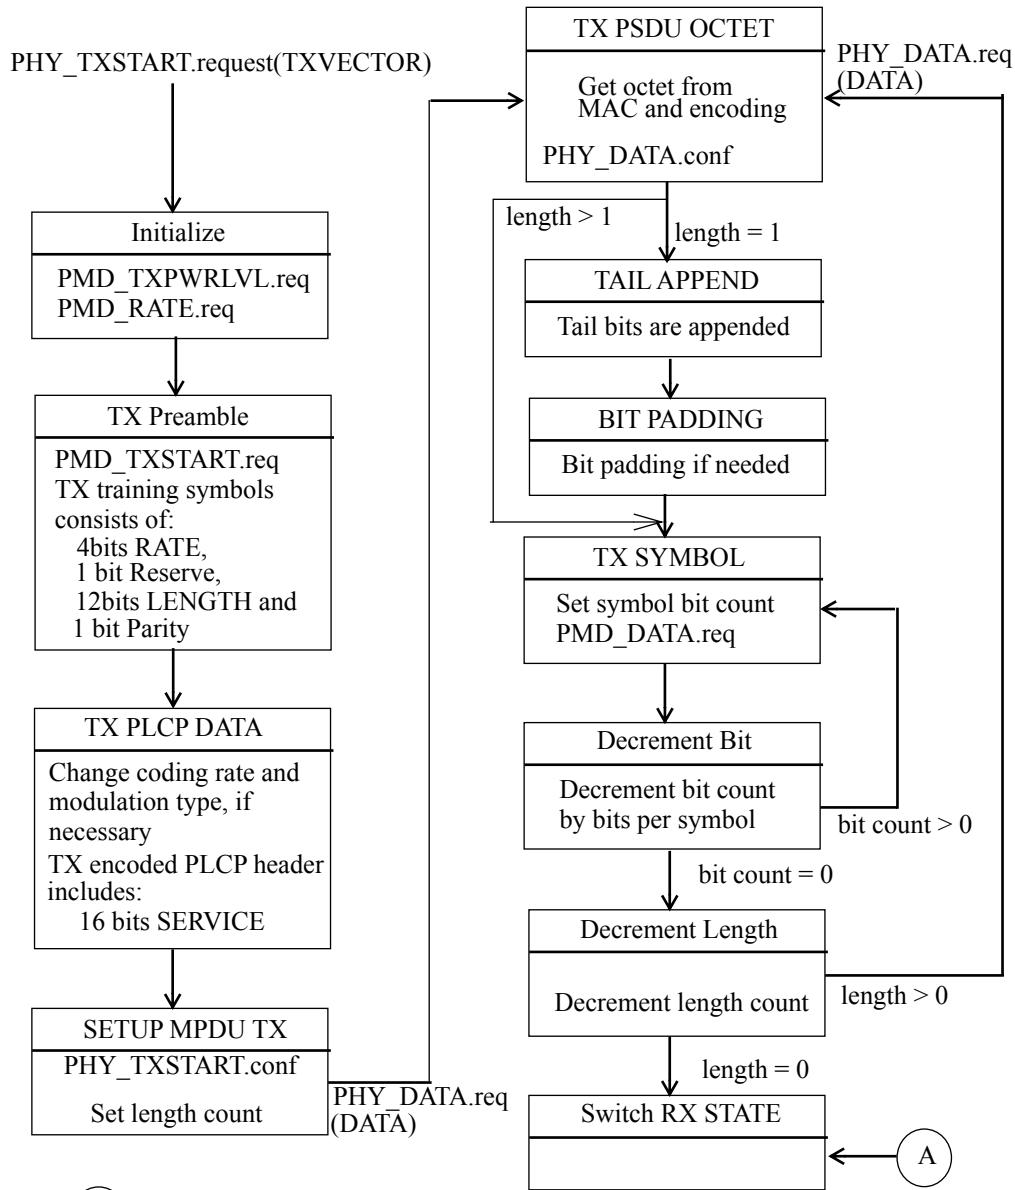 PHY_TXSTART.request(TXVECTOR)
Initialize
PMD_TXPWRLVL.req
PMD_RATE.req
TX Preamble
PMD_TXSTART.req
TX training symbols
consists of:
4bits RATE,
1 bit Reserve,
12bits LENGTH and
1 bit Parity
TX PLCP DATA
Change coding rate and
modulation type, if
necessary
TX encoded PLCP header
includes:
16 bits SERVICE
SETUP MPDU TX
PHY_TXSTART.conf
Set length count
PHY_DATA.req
(DATA)
TX PSDU OCTET
Get octet from
MAC and encoding
PHY_DATA.conf
PHY_DATA.req
(DATA)
length > 1
length = 1
TAIL APPEND
Tail bits are appended
BIT PADDING
Bit padding if needed
TX SYMBOL
Set symbol bit count
PMD_DATA.req
Decrement Bit
Decrement bit count
by bits per symbol
bit count > 0
bit count = 0
Decrement Length
Decrement length count
length > 0
length = 0
Switch RX STATE
A